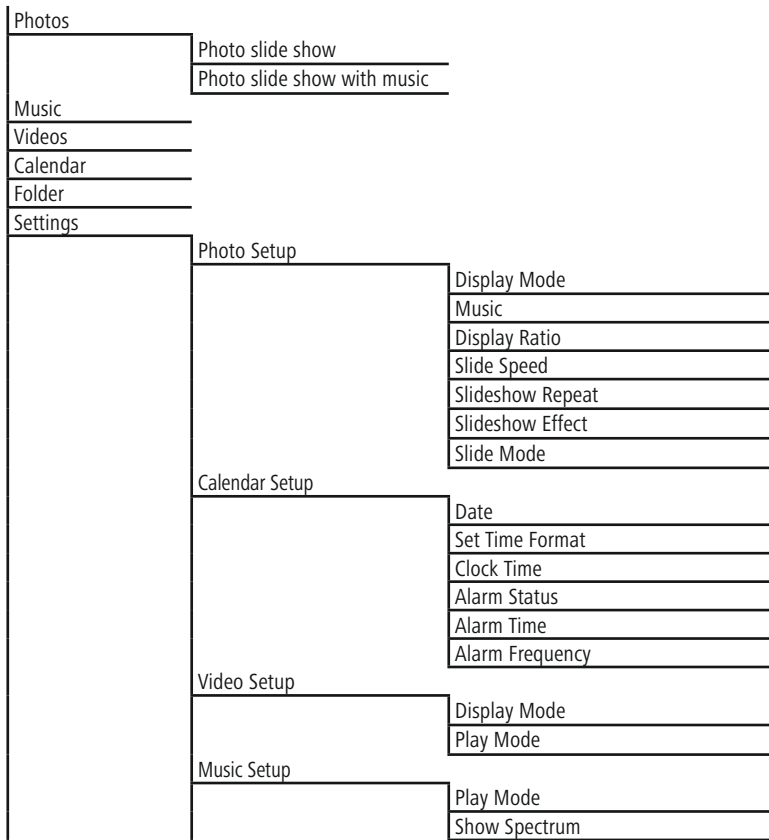 Photos
Photo slide show
Photo slide show with music
Music
Videos
Calendar
Folder
Settings
Photo Setup
Display Mode
Music
Display Ratio
Slide Speed
Slideshow Repeat
Slideshow Effect
Slide Mode
Calendar Setup
Date
Set Time Format
Clock Time
Alarm Status
Alarm Time
Alarm Frequency
Video Setup
Display Mode
Play Mode
Music Setup
Play Mode
Show Spectrum